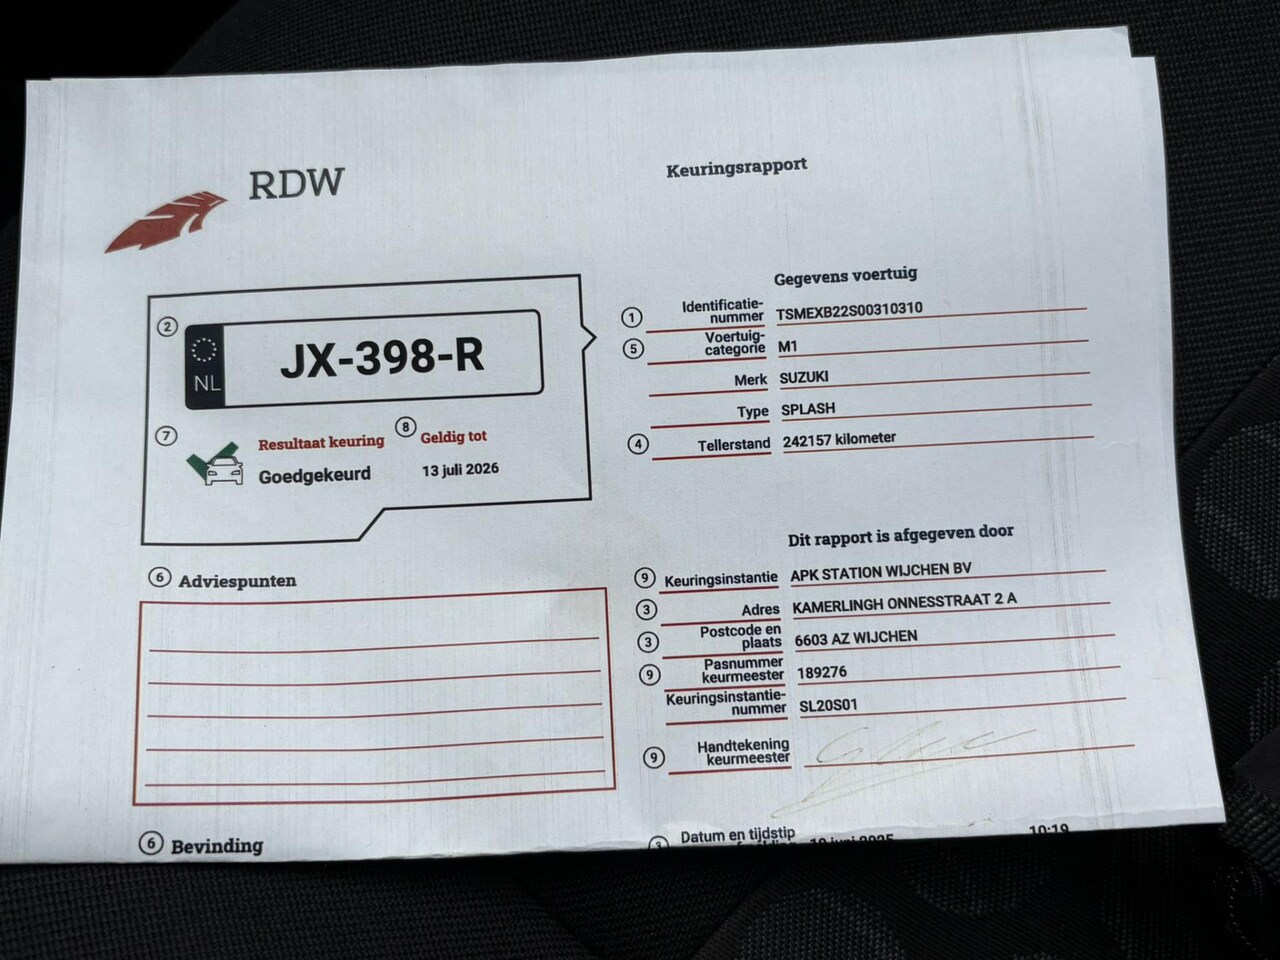 RDW
Keuringsrapport
2
NL
JX-398-R
7
Resultaat keuring
Goedgekeurd
8
Geldig tot
13 juli 2026
6 Adviespunten
6 Bevinding
Gegevens voertuig
1 Identificatie-
nummer TSMEXB22S00310310
5 Voertuig-
categorie M1
Merk SUZUKI
Type SPLASH
4 Tellerstand 242157 kilometer
Dit rapport is afgegeven door
9 Keuringsinstantie APK STATION WIJCHEN BV
3 Adres KAMERLINGH ONNESSTRAAT 2 A
3 Postcode en
plaats 6603 AZ WIJCHEN
9 Pasnummer
keurmeester 189276
Keuringsinstantie-
nummer SL20S01
9 Handtekening
keurmeester
3 Datum en tijdstip
2025 10:19